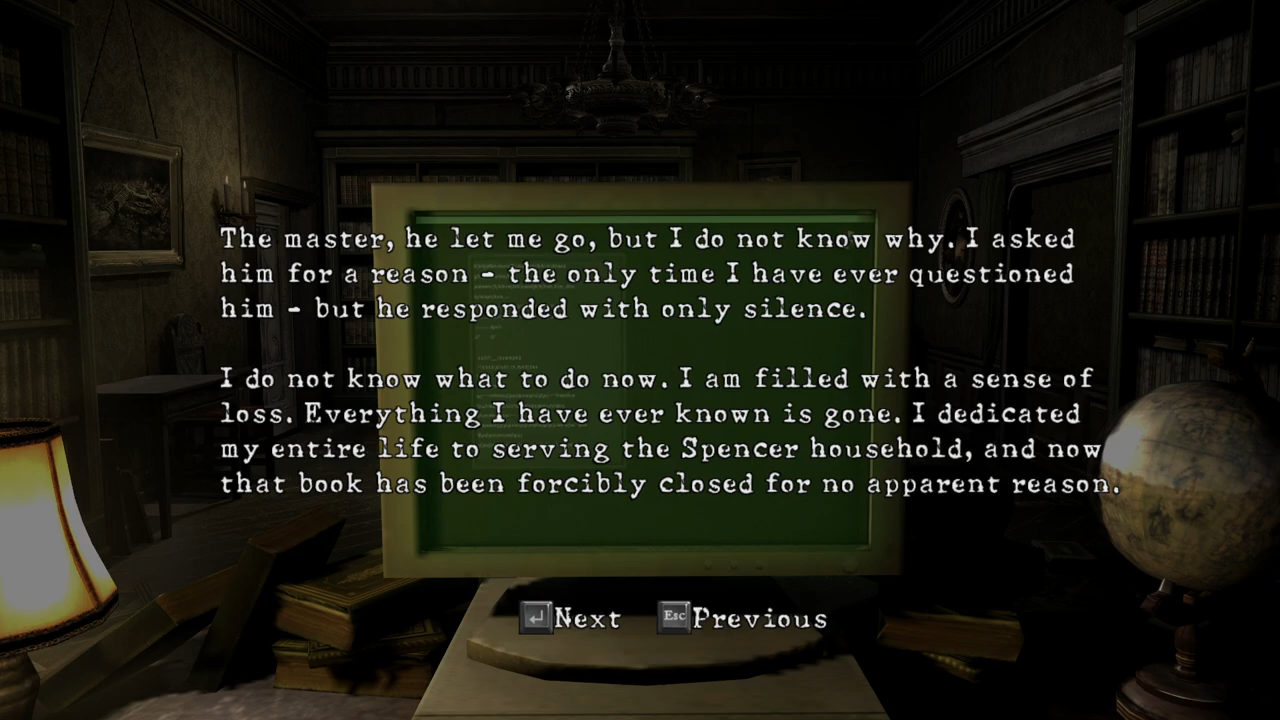 The master, he let me go, but I do not know why. I asked
him for a reason - the only time I have ever questioned
him - but he responded with only silence.
I do not know what to do now. I am filled with a sense of
loss. Everything I have ever known is gone. I dedicated
my entire life to serving the Spencer household, and now
that book has been forcibly closed for no apparent reason.
Next Esc Previous